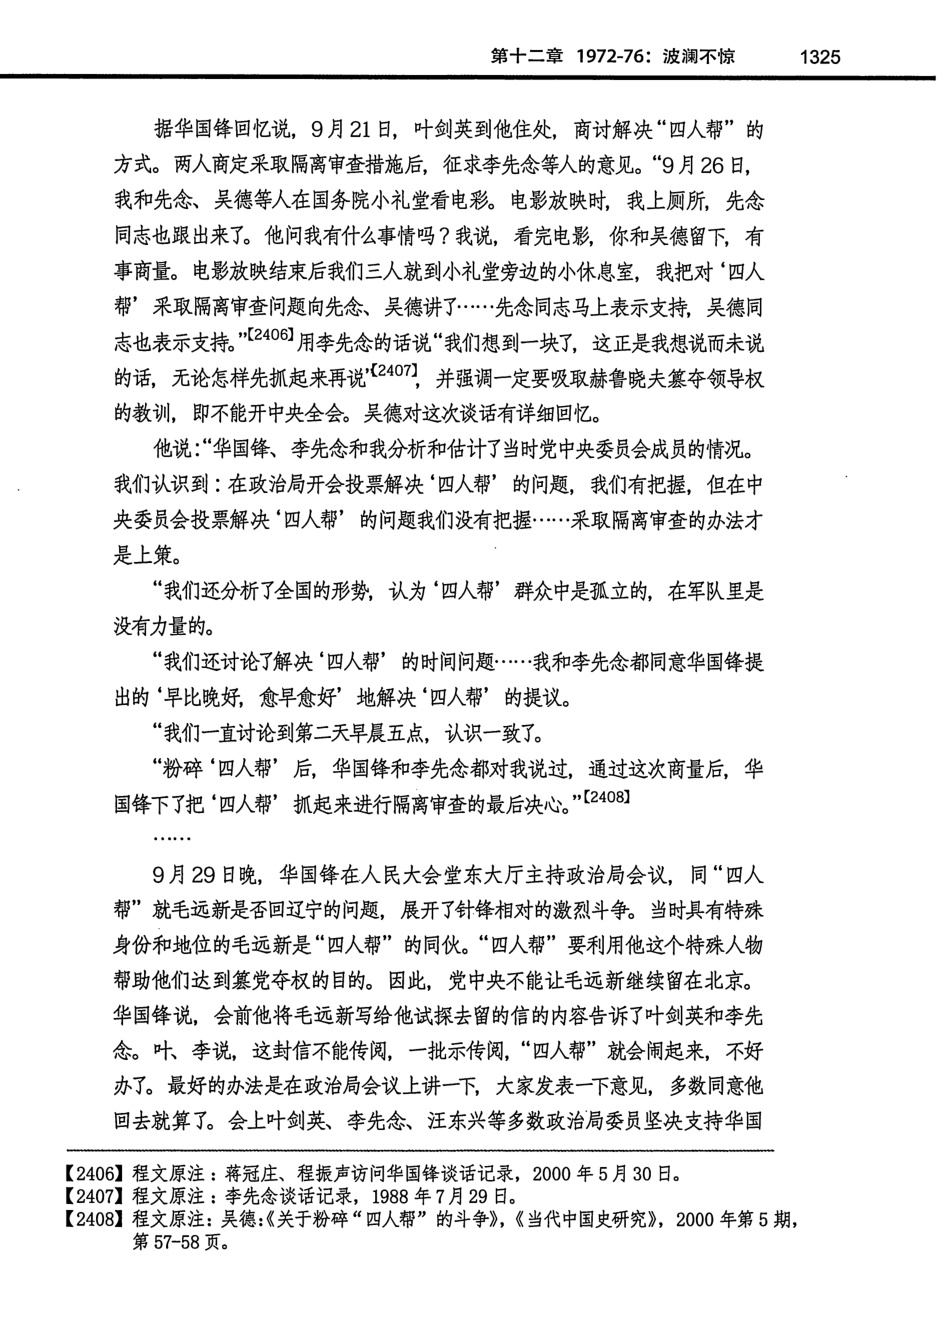 第十二章 1972-76：波澜不惊 1325
据华国锋回忆说，9月21日，叶剑英到他住处，商讨解决“四人帮”的
方式。两人商定采取隔离审查措施后，征求李先念等人的意见。“9月26日，
我和先念、吴德等人在国务院小礼堂看电彩。电影放映时，我上厕所，先念
同志也跟出来了。他问我有什么事情吗？我说，看完电影，你和吴德留下，有
事商量。电影放映结束后我们三人就到小礼堂旁边的小休息室，我把对‘四人
帮’采取隔离审查问题向先念、吴德讲了……先念同志马上表示支持，吴德同
志也表示支持。”【2406】用李先念的话说“我们想到一块了，这正是我想说而未说
的话，无论怎样先抓起来再说”【2407】，并强调一定要吸取赫鲁晓夫篡夺领导权
的教训，即不能开中央全会。吴德对这次谈话有详细回忆。
他说：“华国锋、李先念和我分析和估计了当时党中央委员会成员的情况。
我们认识到：在政治局开会投票解决‘四人帮’的问题，我们有把握，但在中
央委员会投票解决‘四人帮’的问题我们没有把握……采取隔离审查的办法才
是上策。
“我们还分析了全国的形势，认为‘四人帮’群众中是孤立的，在军队里是
没有力量的。
“我们还讨论了解决‘四人帮’的时间问题……我和李先念都同意华国锋提
出的‘早比晚好，愈早愈好’地解决‘四人帮’的提议。
“我们一直讨论到第二天早晨五点，认识一致了。
“粉碎‘四人帮’后，华国锋和李先念都对我说过，通过这次商量后，华
国锋下了把‘四人帮’抓起来进行隔离审查的最后决心。”【2408】
……
9月29日晚，华国锋在人民大会堂东大厅主持政治局会议，同“四人
帮”就毛远新是否回辽宁的问题，展开了针锋相对的激烈斗争。当时具有特殊
身份和地位的毛远新是“四人帮”的同伙。“四人帮”要利用他这个特殊人物
帮助他们达到篡党夺权的目的。因此，党中央不能让毛远新继续留在北京。
华国锋说，会前他将毛远新写给他试探去留的信的内容告诉了叶剑英和李先
念。叶、李说，这封信不能传阅，一批示传阅，“四人帮”就会闹起来，不好
办了。最好的办法是在政治局会议上讲一下，大家发表一下意见，多数同意他
回去就算了。会上叶剑英、李先念、汪东兴等多数政治局委员坚决支持华国
【2406】程文原注：蒋冠庄、程振声访问华国锋谈话记录，2000年5月30日。
【2407】程文原注：李先念谈话记录，1988年7月29日。
【2408】程文原注：吴德：《关于粉碎“四人帮”的斗争》，《当代中国史研究》，2000年第5期，
第57-58页。